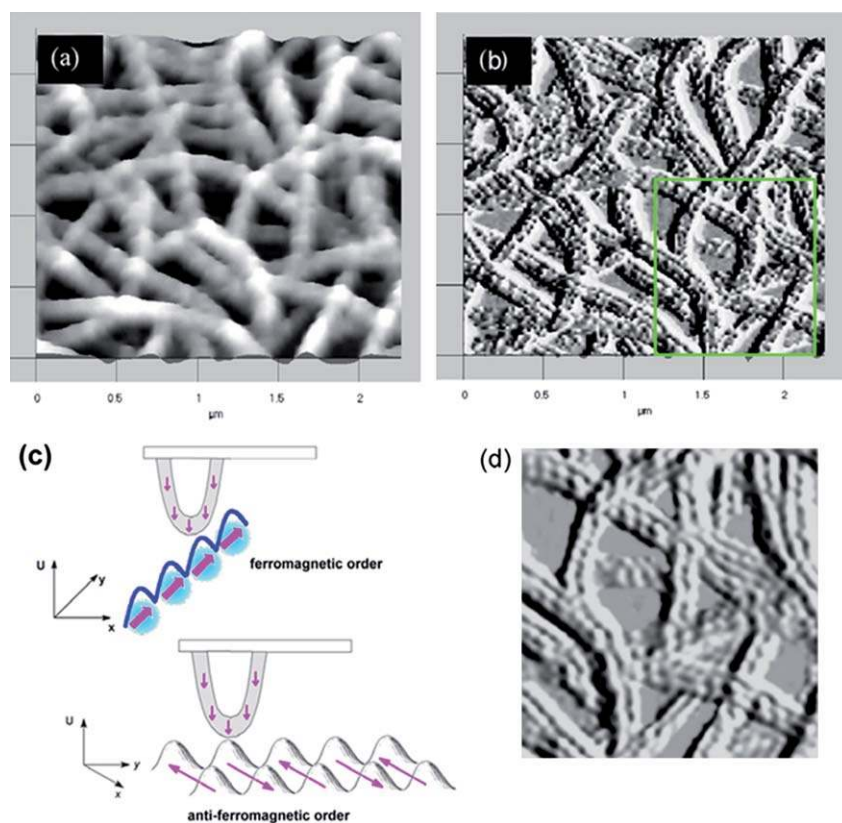 (a)
(b)
0 0.5 1 1.5 2
µm
0 0.5 1 1.5 2
µm
(c)
(d)
U
y
x
ferromagnetic order
U
y
x
anti-ferromagnetic order